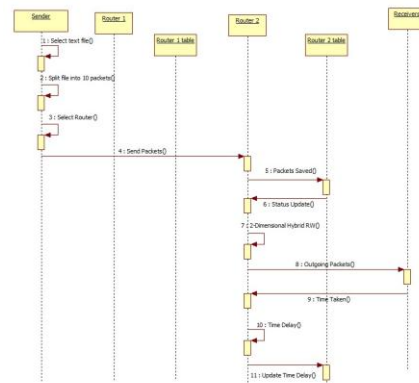 Sender
Router 1
Router 2
Receivers
Router 1 table
Router 2 table
1 : Select text file()
2 : Split file into 10 packets()
3 : Select Router()
4 : Send Packets()
5 : Packets Saved()
6 : Status Update()
7 : 2-Dimensional Hybrid RW()
8 : Outgoing Packets()
9 : Time Taken()
10 : Time Delay()
11 : Update Time Delay()